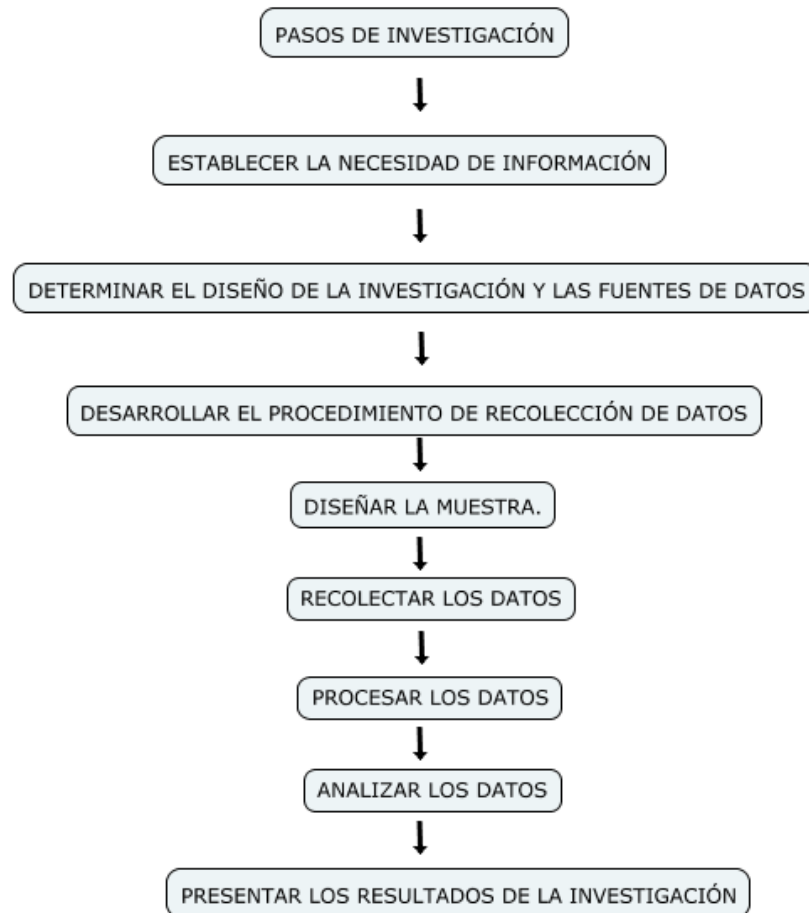 PASOS DE INVESTIGACIÓN
ESTABLECER LA NECESIDAD DE INFORMACIÓN
DETERMINAR EL DISEÑO DE LA INVESTIGACIÓN Y LAS FUENTES DE DATOS
DESARROLLAR EL PROCEDIMIENTO DE RECOLECCIÓN DE DATOS
DISEÑAR LA MUESTRA.
RECOLECTAR LOS DATOS
PROCESAR LOS DATOS
ANALIZAR LOS DATOS
PRESENTAR LOS RESULTADOS DE LA INVESTIGACIÓN